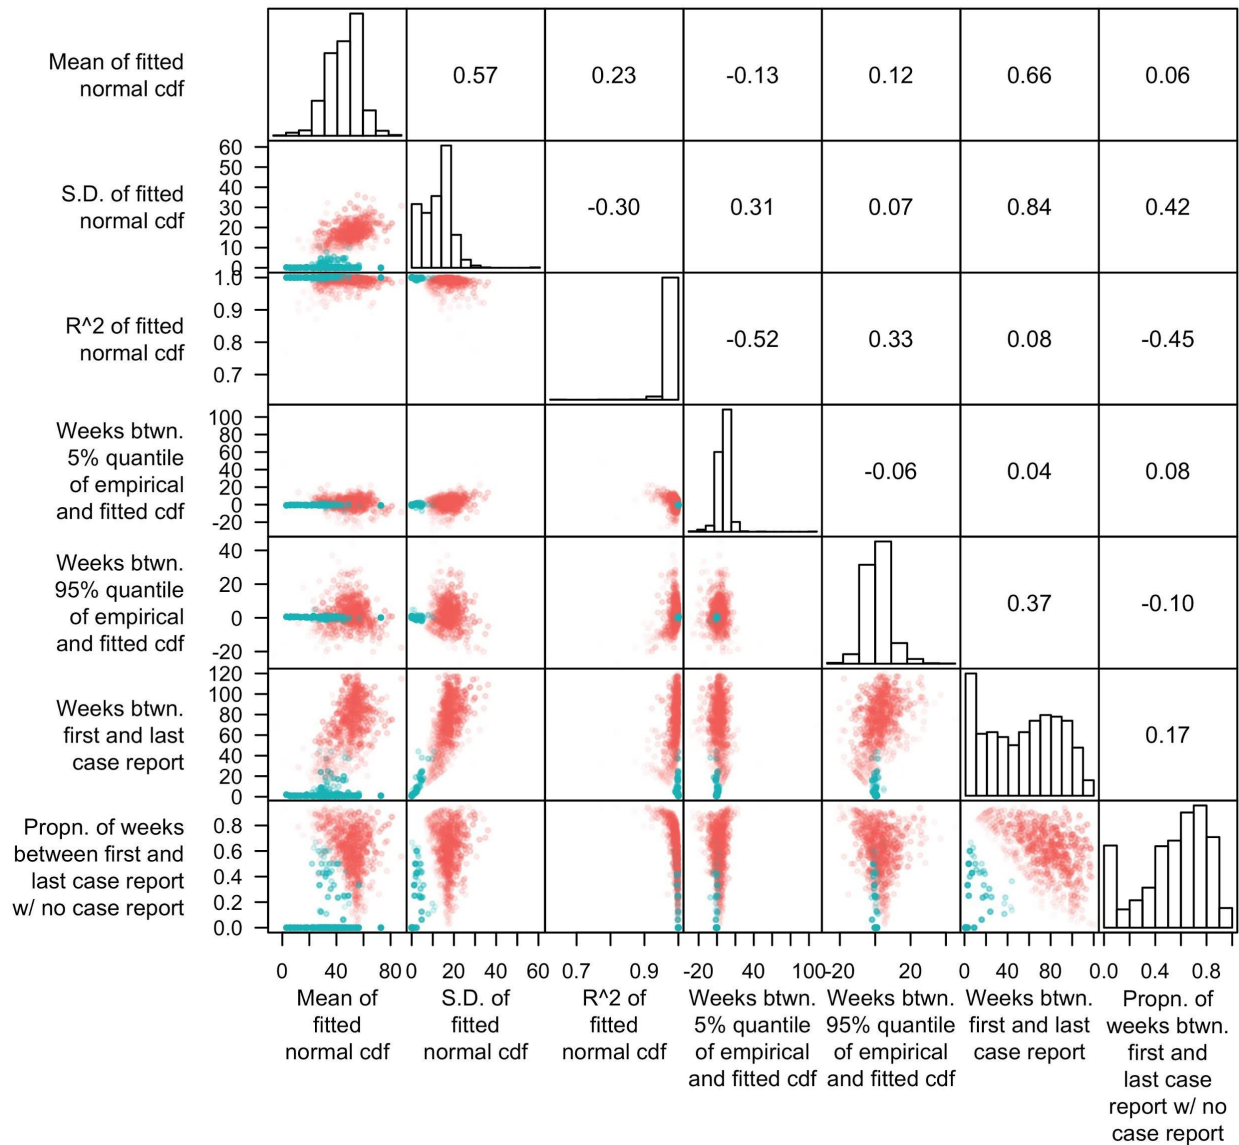 Mean of fitted
normal cdf
0.57
0.23
-0.13
0.12
0.66
0.06
S.D. of fitted
normal cdf
60
50
40
30
20
10
0
-0.30
0.31
0.07
0.84
0.42
R^2 of fitted
normal cdf
1.0
0.9
0.8
0.7
-0.52
0.33
0.08
-0.45
Weeks btwn.
5% quantile
of empirical
and fitted cdf
100
80
60
40
20
0
-20
-0.06
0.04
0.08
Weeks btwn.
95% quantile
of empirical
and fitted cdf
40
20
0
-20
0.37
-0.10
Weeks btwn.
first and last
case report
120
100
80
60
40
20
0
0.17
Propn. of weeks
between first and
last case report
w/ no case report
0.8
0.6
0.4
0.2
0.0
0 40 80
0 20 40 60
0.7 0.9
-20 40 100
-20 20
0 40 80
0.0 0.4 0.8
Mean of
fitted
normal cdf
S.D. of
fitted
normal cdf
R^2 of
fitted
normal cdf
Weeks btwn.
5% quantile
of empirical
and fitted cdf
Weeks btwn.
95% quantile
of empirical
and fitted cdf
Weeks btwn.
first and last
case report
Propn. of
weeks btwn.
first and
last case
report w/ no
case report